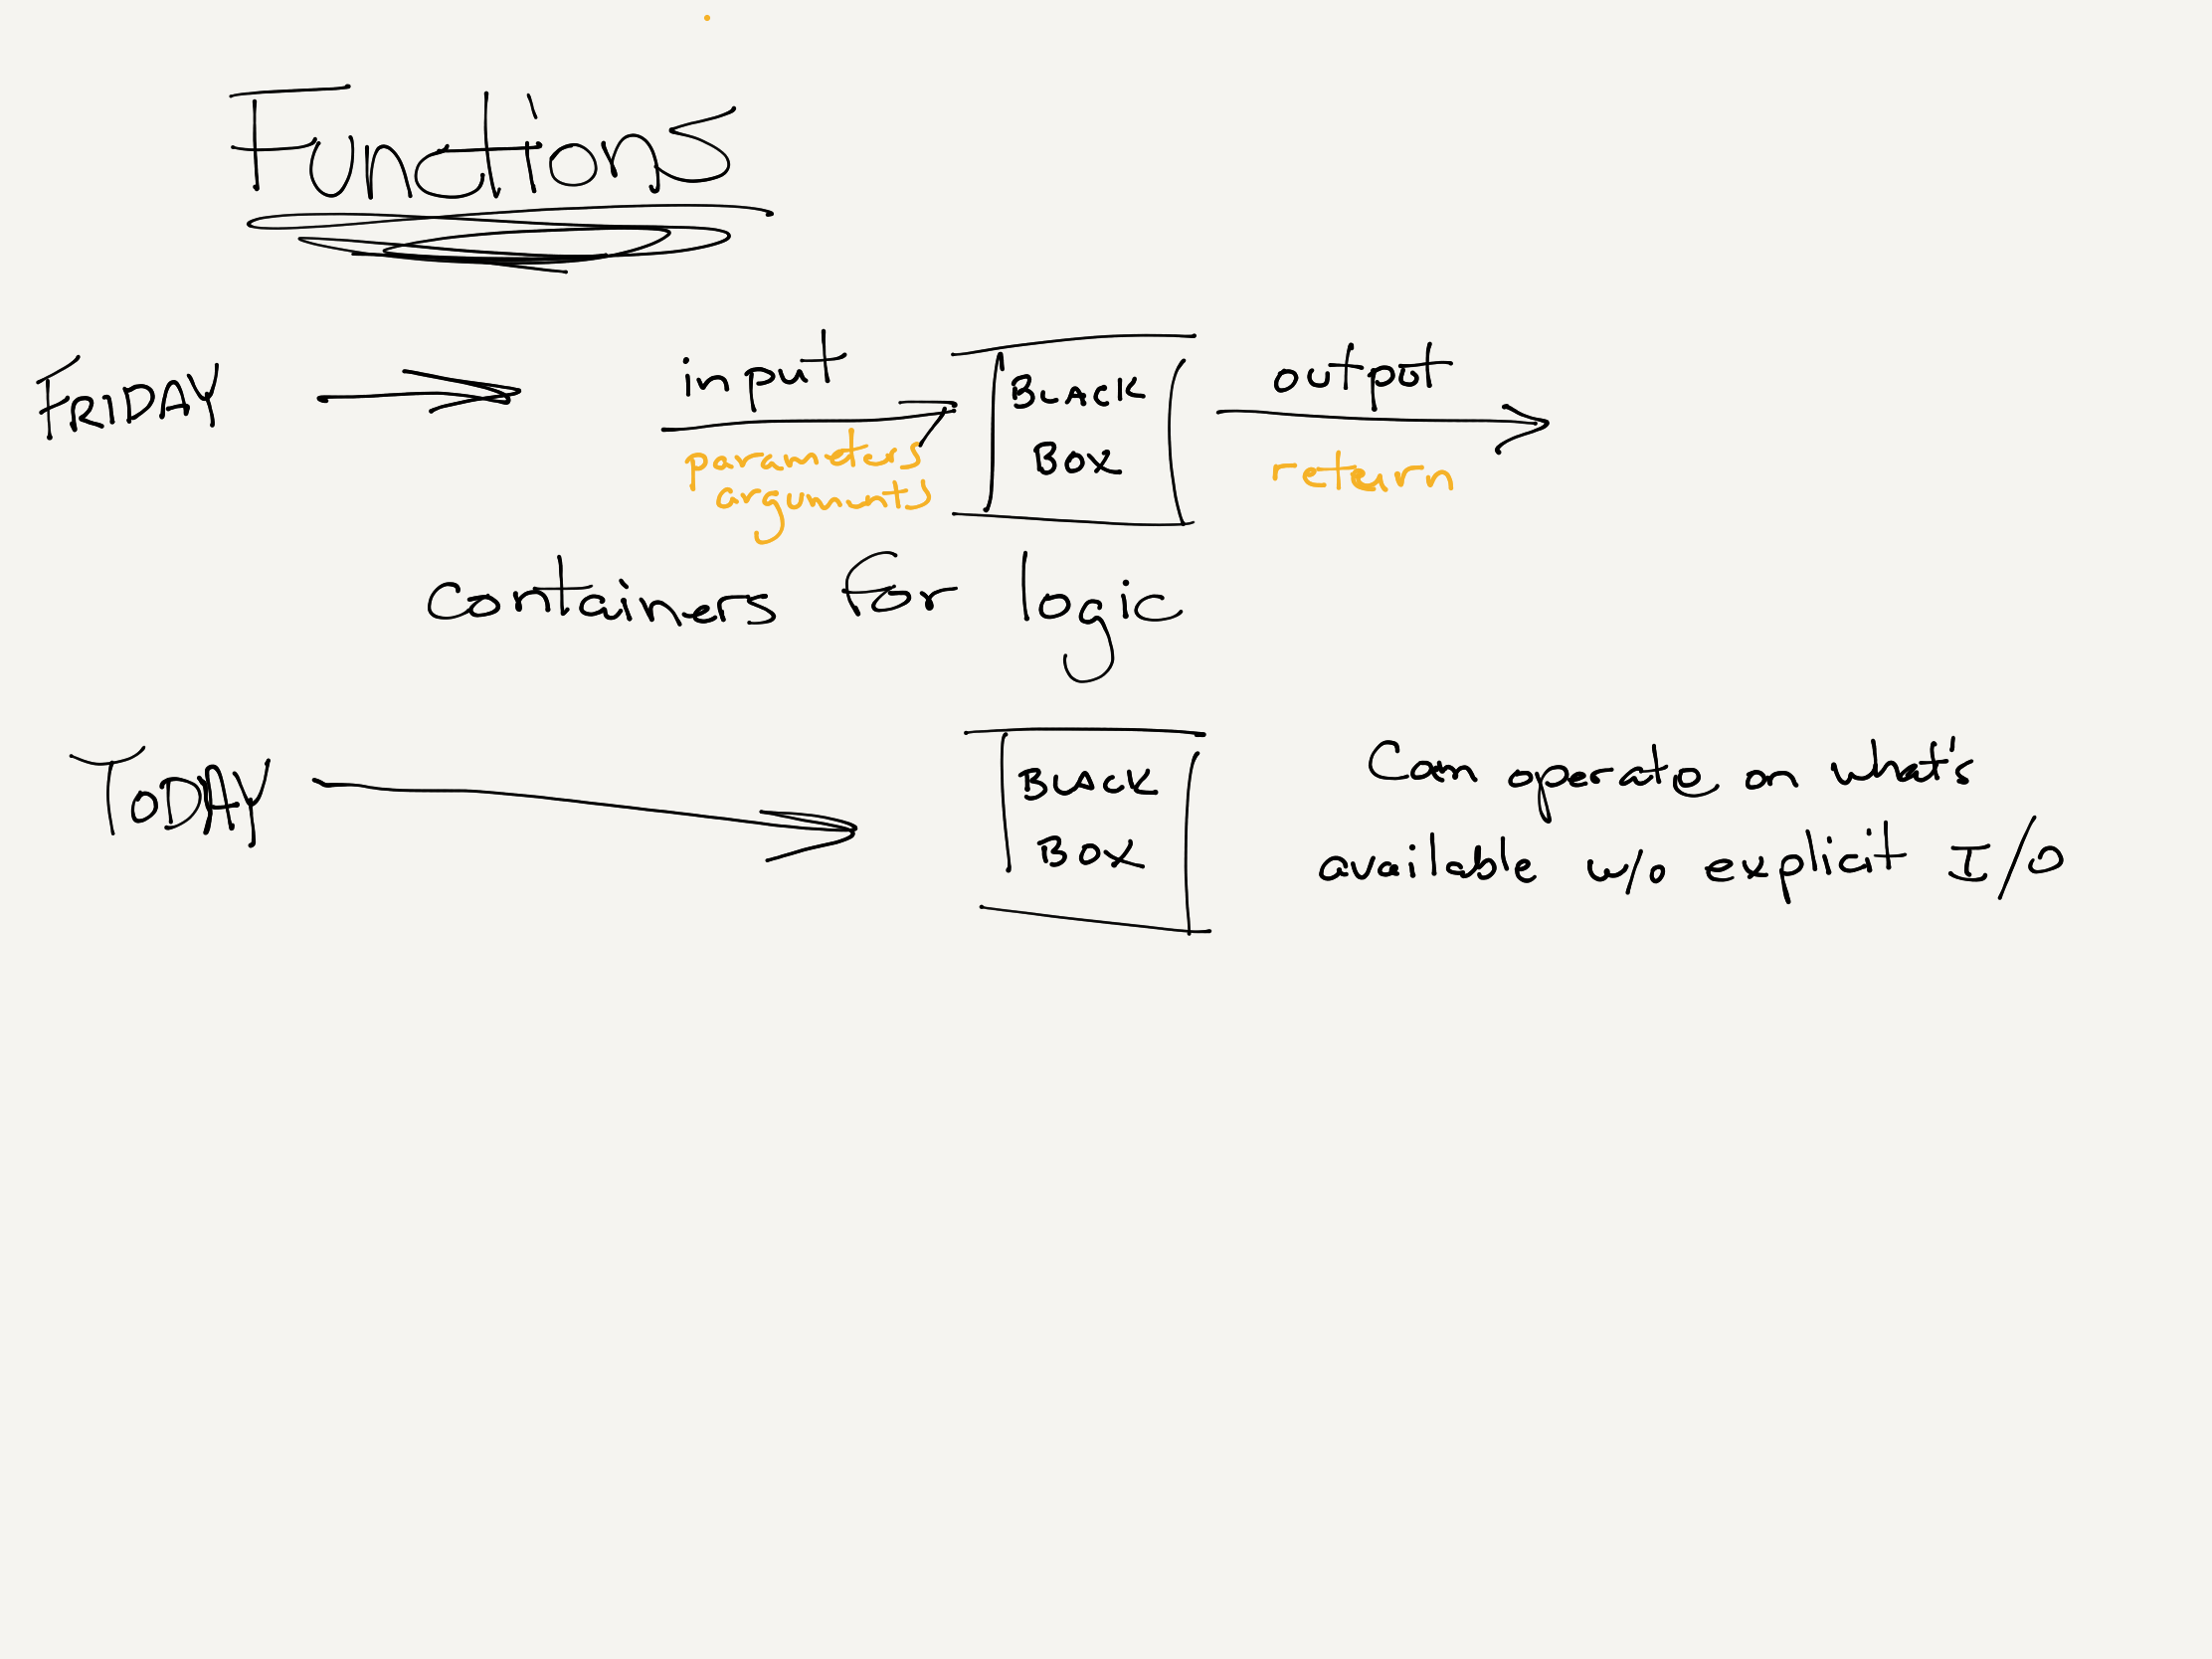 Functions
FRIDAY
input
parameters
arguments
BLACK
BOX
output
return
containers for logic
TODAY
BLACK
BOX
Can operate on what's
available w/o explicit I/O